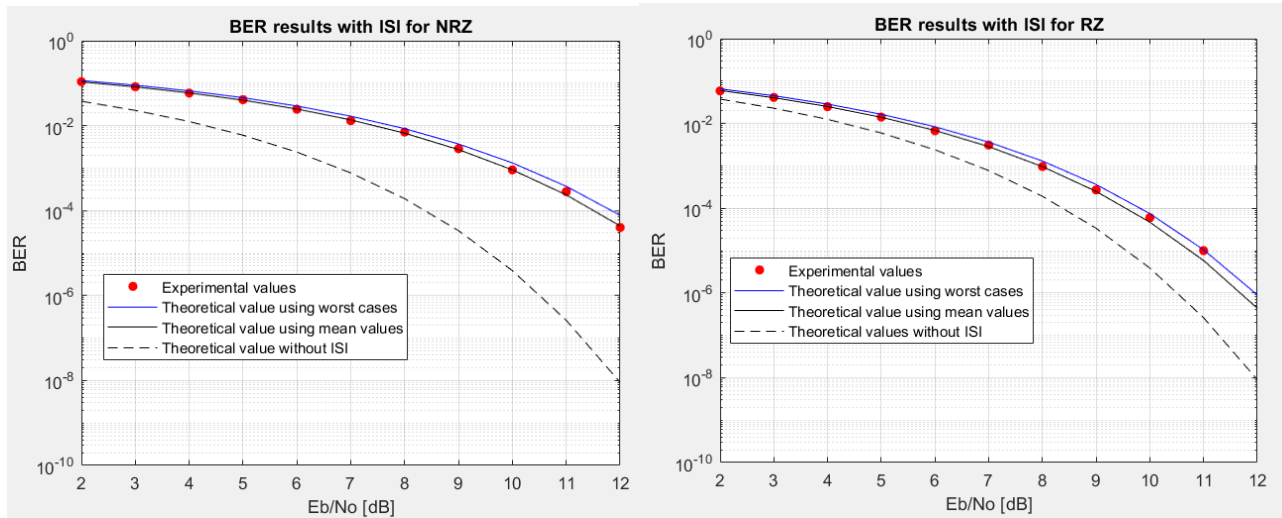 BER results with ISI for NRZ
10^0
10^-2
10^-4
10^-6
10^-8
10^-10
BER
Experimental values
Theoretical value using worst cases
Theoretical value using mean values
Theoretical value without ISI
2 3 4 5 6 7 8 9 10 11 12
Eb/No [dB]
BER results with ISI for RZ
10^0
10^-2
10^-4
10^-6
10^-8
10^-10
BER
Experimental values
Theoretical value using worst cases
Theoretical value using mean values
Theoretical values without ISI
2 3 4 5 6 7 8 9 10 11 12
Eb/No [dB]